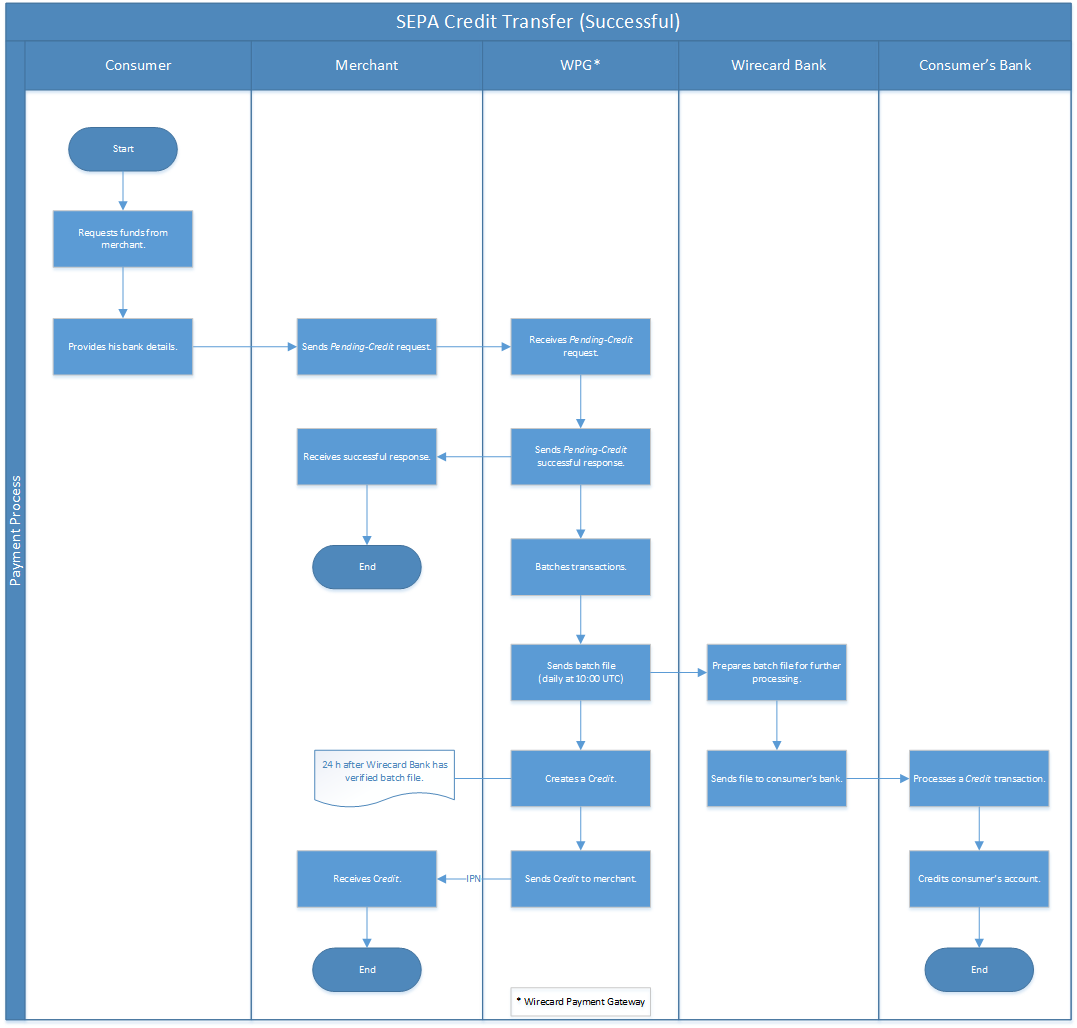 SEPA Credit Transfer (Successful)
Payment Process
Consumer
Merchant
WPG*
Wirecard Bank
Consumer's Bank
Start
Requests funds from
merchant.
Provides his bank details.
Sends Pending-Credit request.
Receives Pending-Credit
request.
Receives successful response.
Sends Pending-Credit
successful response.
End
Batches transactions.
Sends batch file
(daily at 10:00 UTC)
Prepares batch file for further
processing.
24 h after Wirecard Bank has
verified batch file.
Creates a Credit.
Sends file to consumer's bank.
Processes a Credit transaction.
Receives Credit.
IPN
Sends Credit to merchant.
Credits consumer's account.
End
End
* Wirecard Payment Gateway